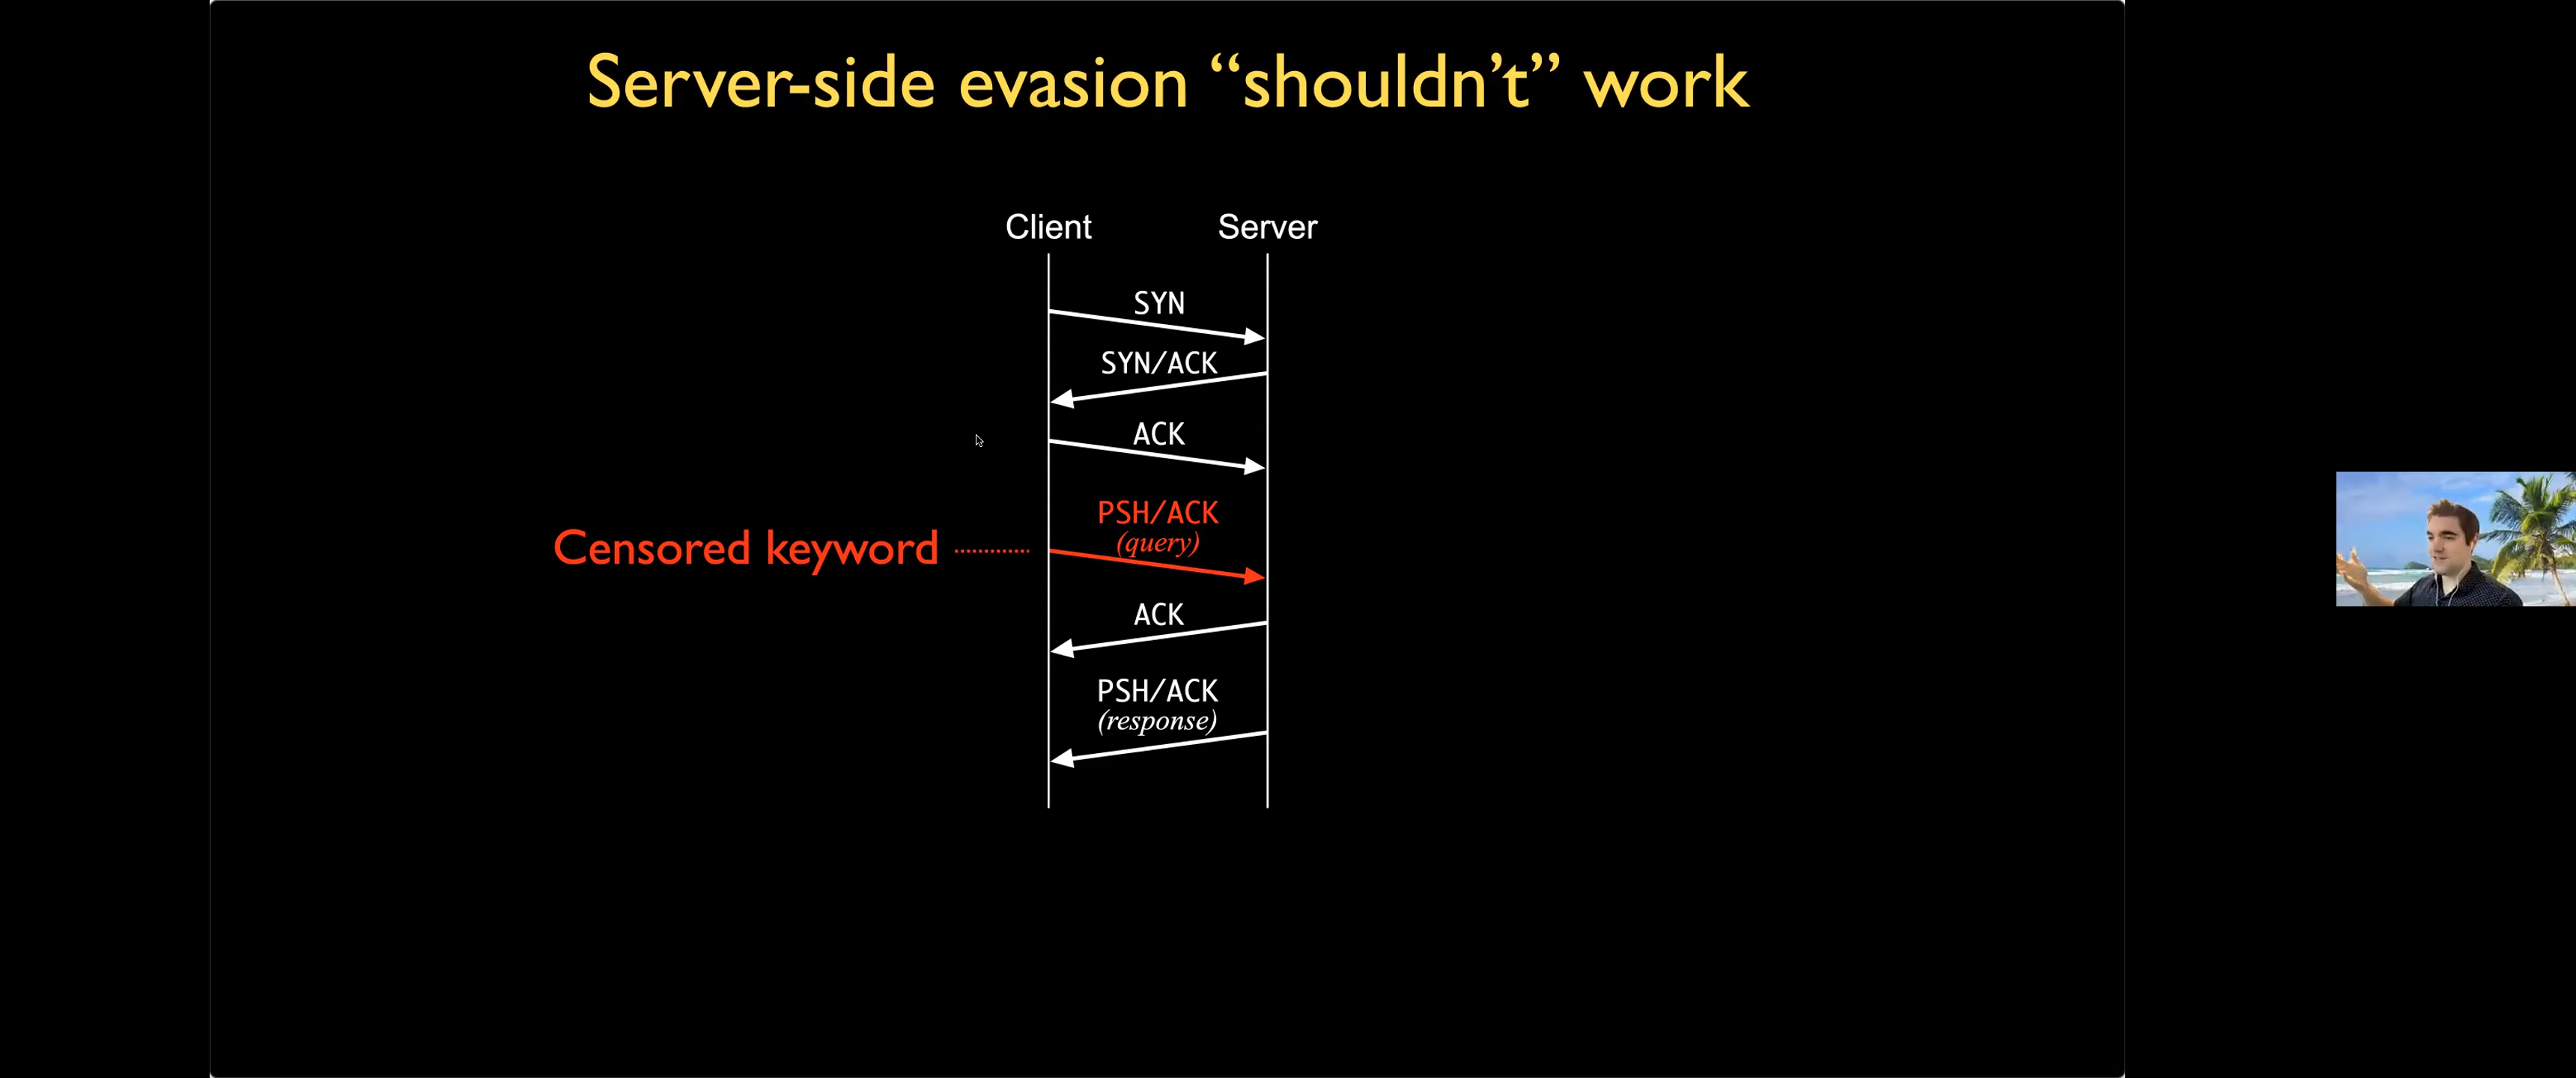 Server-side evasion “shouldn’t” work
Client Server
SYN
SYN/ACK
ACK
PSH/ACK
(query)
Censored keyword
ACK
PSH/ACK
(response)